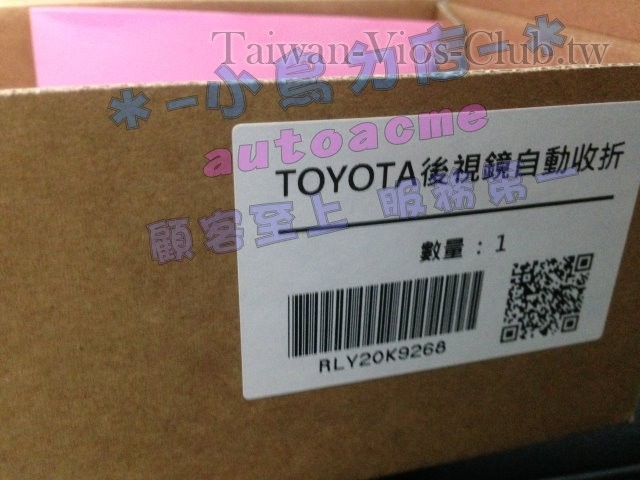 Taiwan-Vios-Club.tw
*-小鳥分店-*
autoacme
TOYOTA後視鏡自動收折
顧客至上 服務第一
數量：1
RLY20K9268